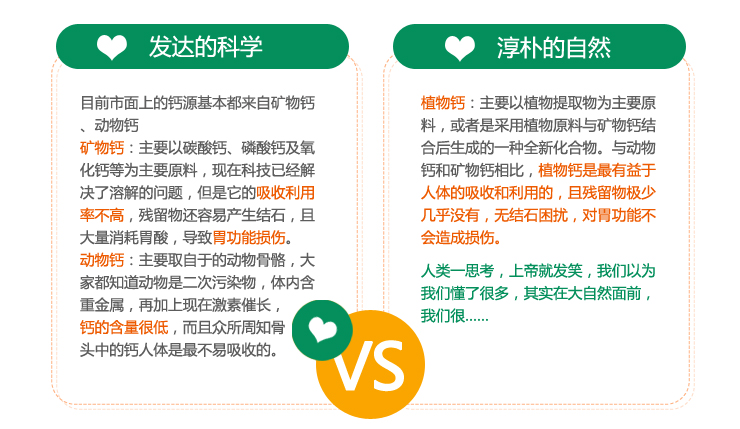 发达的科学
目前市面上的钙源基本都来自矿物钙
、动物钙
矿物钙：主要以碳酸钙、磷酸钙及氧
化钙等为主要原料，现在科技已经解
决了溶解的问题，但是它的吸收利用
率不高，残留物还容易产生结石，且
大量消耗胃酸，导致胃功能损伤。
动物钙：主要取自于的动物骨骼，大
家都知道动物是二次污染物，体内含
重金属，再加上现在激素催长，
钙的含量很低，而且众所周知骨
头中的钙人体是最不易吸收的。
VS
淳朴的自然
植物钙：主要以植物提取物为主要原
料，或者是采用植物原料与矿物钙结
合后生成的一种全新化合物。与动物
钙和矿物钙相比，植物钙是最有益于
人体的吸收和利用的，且残留物极少
几乎没有，无结石困扰，对胃功能不
会造成损伤。
人类一思考，上帝就发笑，我们以为
我们懂了很多，其实在大自然面前，
我们很......